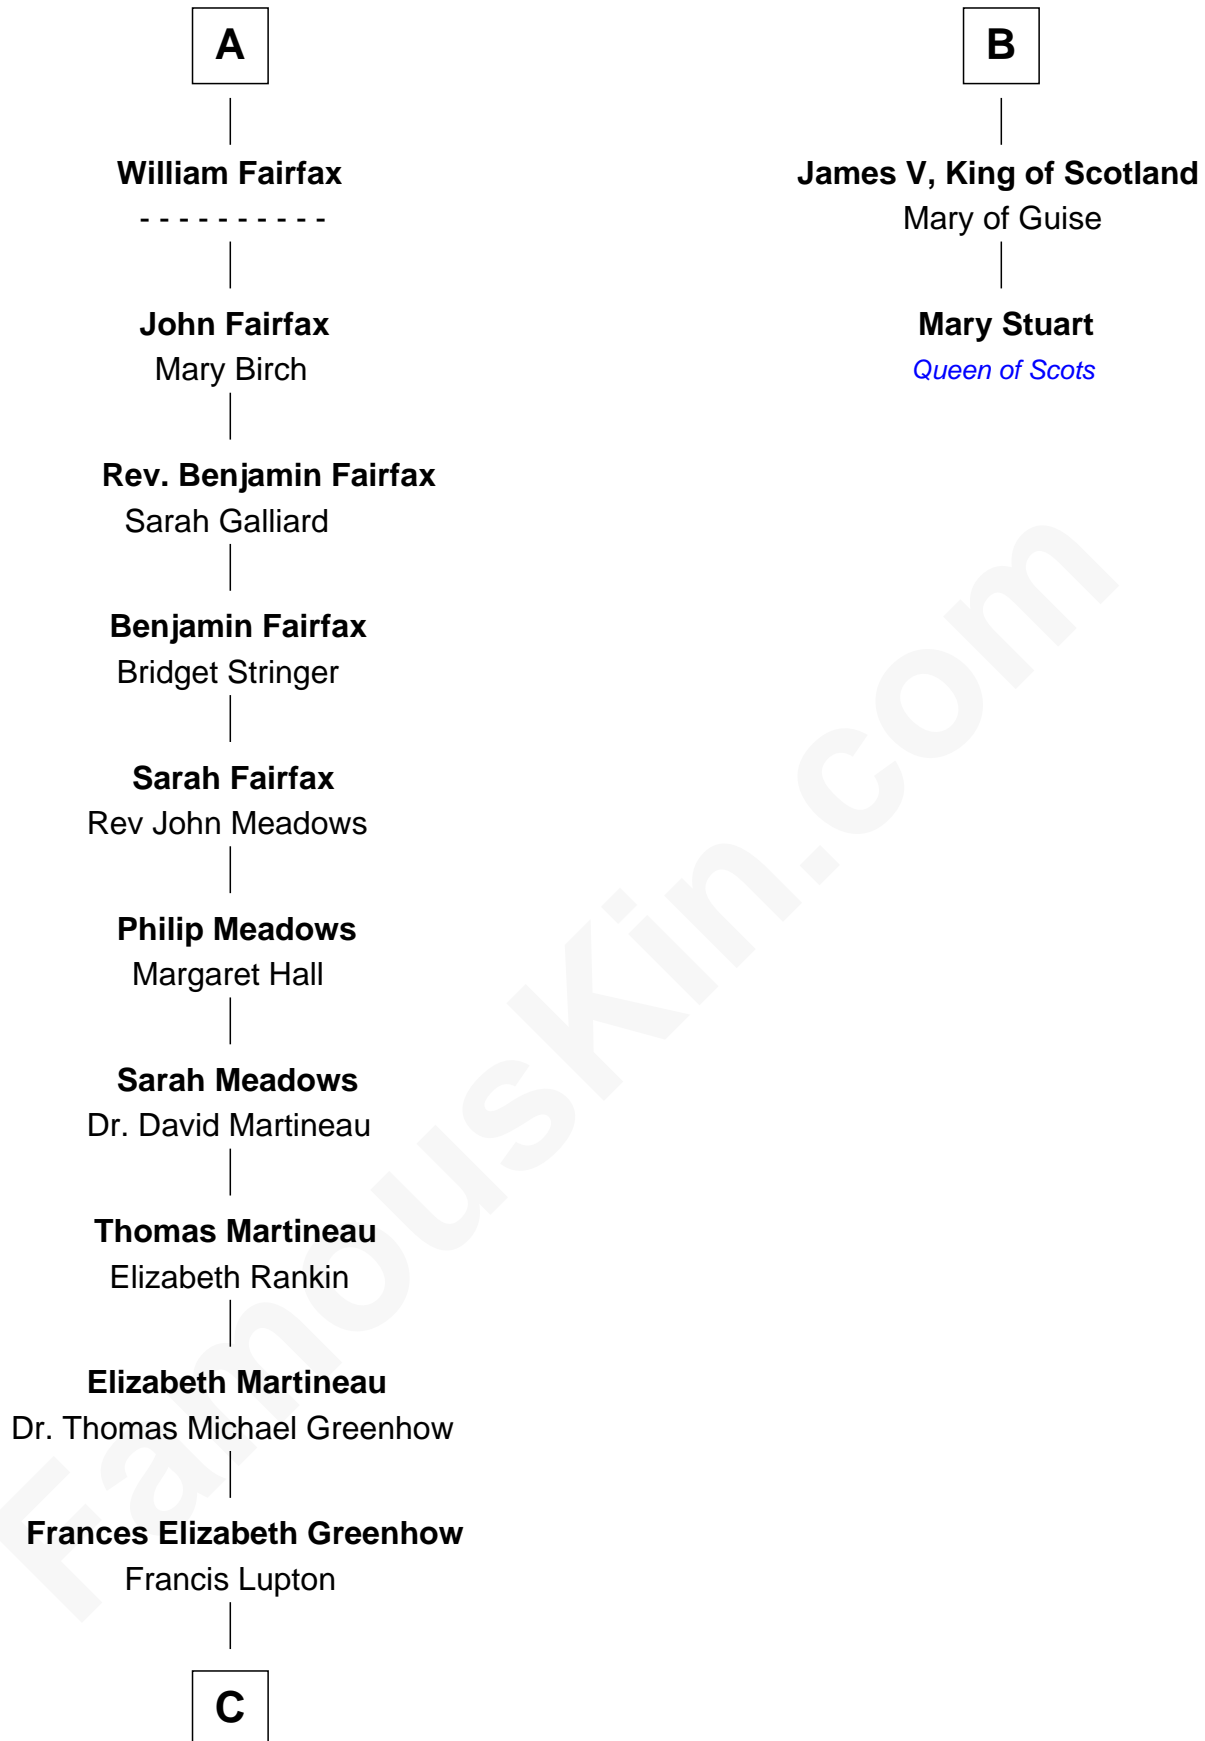 A
William Fairfax
- - - - - - - - - -
John Fairfax
Mary Birch
Rev. Benjamin Fairfax
Sarah Galliard
Benjamin Fairfax
Bridget Stringer
Sarah Fairfax
Rev John Meadows
Philip Meadows
Margaret Hall
Sarah Meadows
Dr. David Martineau
Thomas Martineau
Elizabeth Rankin
Elizabeth Martineau
Dr. Thomas Michael Greenhow
Frances Elizabeth Greenhow
Francis Lupton
C
B
James V, King of Scotland
Mary of Guise
Mary Stuart
Queen of Scots
FamousKin.com